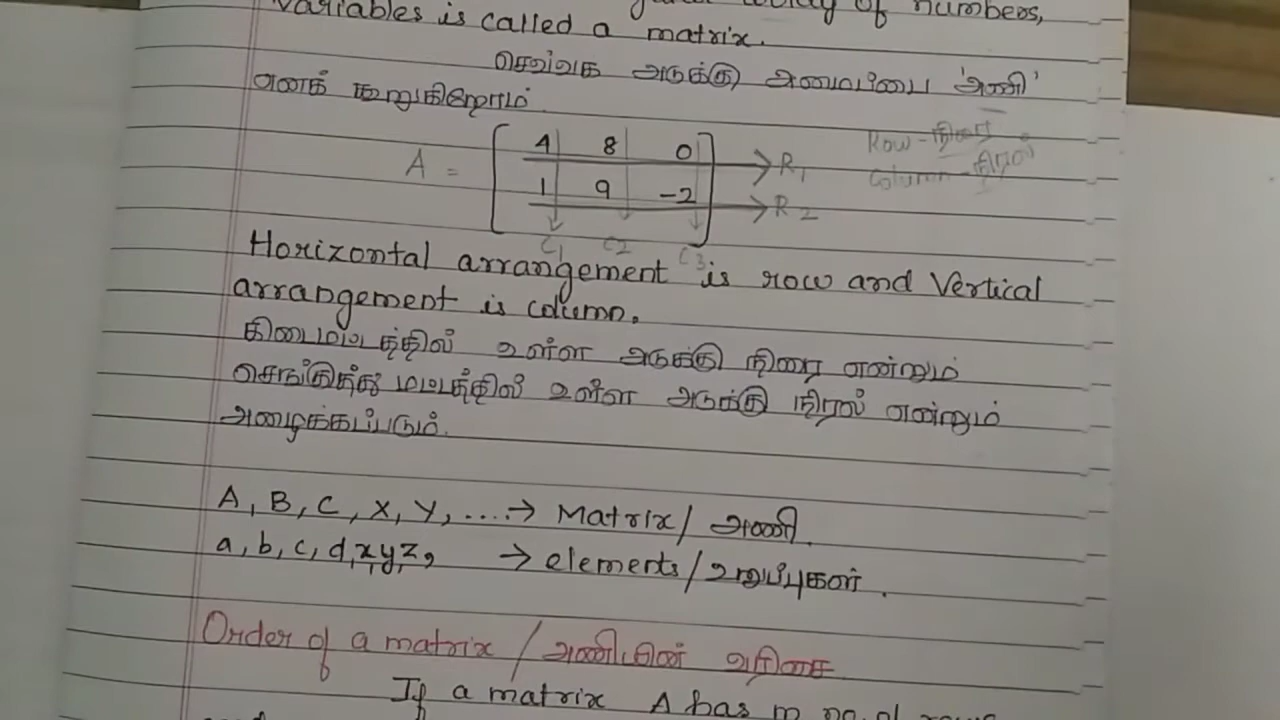 of numbers,
Variables is called a matrix.
செவ்வக அடுக்கு அமைப்பை 'அணி'
எனக் கூறுகிறோம்
A = [ 4 8 0 → R1
1 9 -2 ] → R2
Row - நிரை
Column - நிரல்
C1 C2 C3
Horizontal arrangement is row and Vertical
arrangement is column.
கிடைமட்டத்தில் உள்ள அடுக்கு நிரை என்றும்
செங்குத்து மட்டத்தில் உள்ள அடுக்கு நிரல் என்றும்
அழைக்கப்படும்.
A, B, C, X, Y, ....→ Matrix / அணி.
a, b, c, d, x, y, z, → elements / உறுப்புகள்.
Order of a matrix / அணியின் வரிசை
If a matrix A has m no. of rows